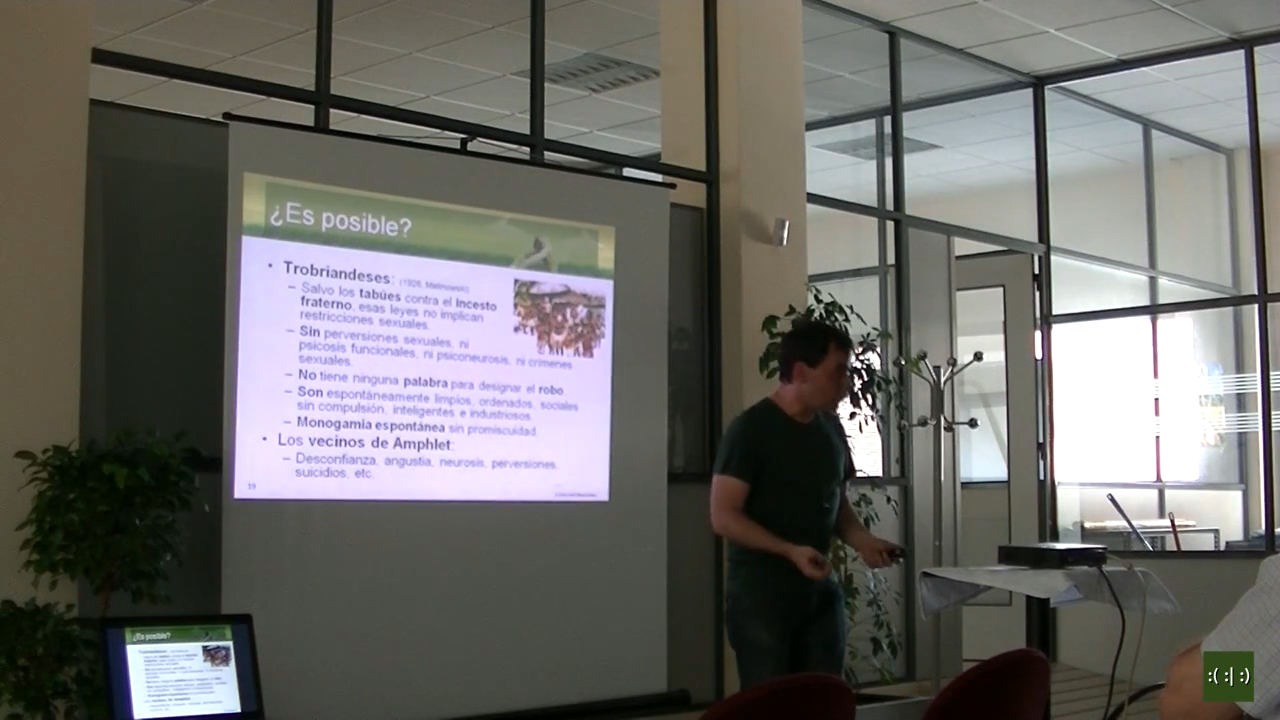 ¿Es posible?
• Trobriandeses: (1926, Malinowski)
– Salvo los tabúes contra el incesto
fraterno, esas leyes no implican
restricciones sexuales.
– Sin perversiones sexuales, ni
psicosis funcionales, ni psiconeurosis, ni crímenes
sexuales.
– No tiene ninguna palabra para designar el robo
– Son espontáneamente limpios, ordenados, sociales
sin compulsión, inteligentes e industriosos.
– Monogamia espontánea sin promiscuidad.
• Los vecinos de Amphlet:
– Desconfianza, angustia, neurosis, perversiones,
suicidios, etc.
19
¿Es posible?
:( :| :)